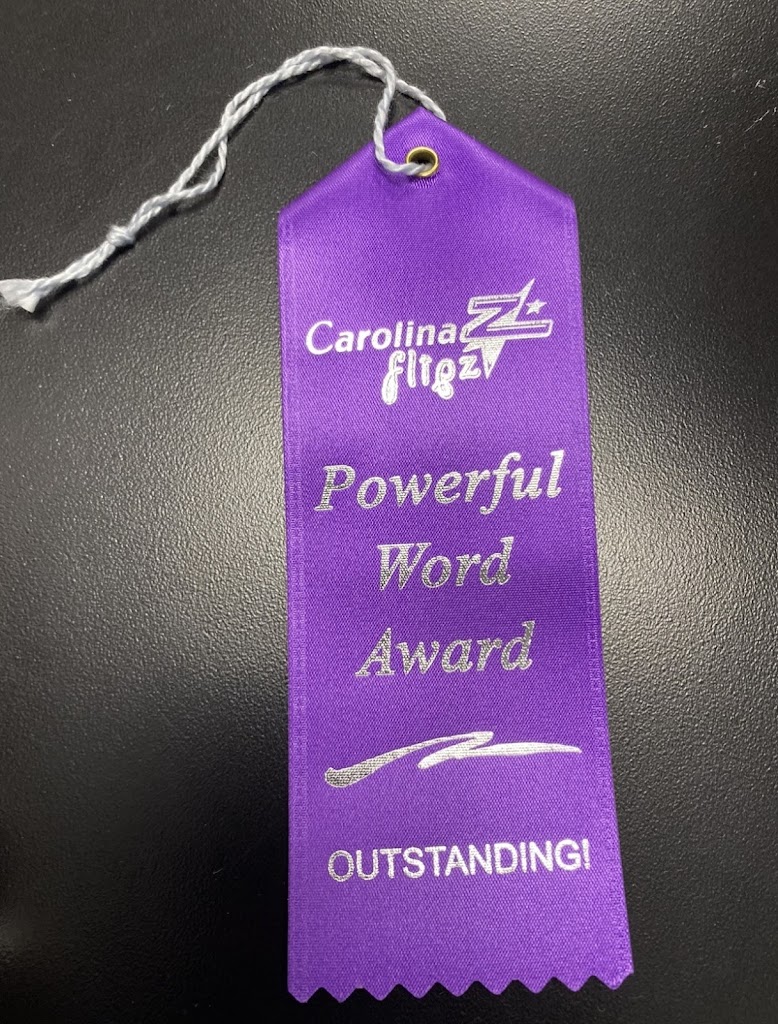 Carolina
flipz
Powerful
Word
Award
OUTSTANDING!